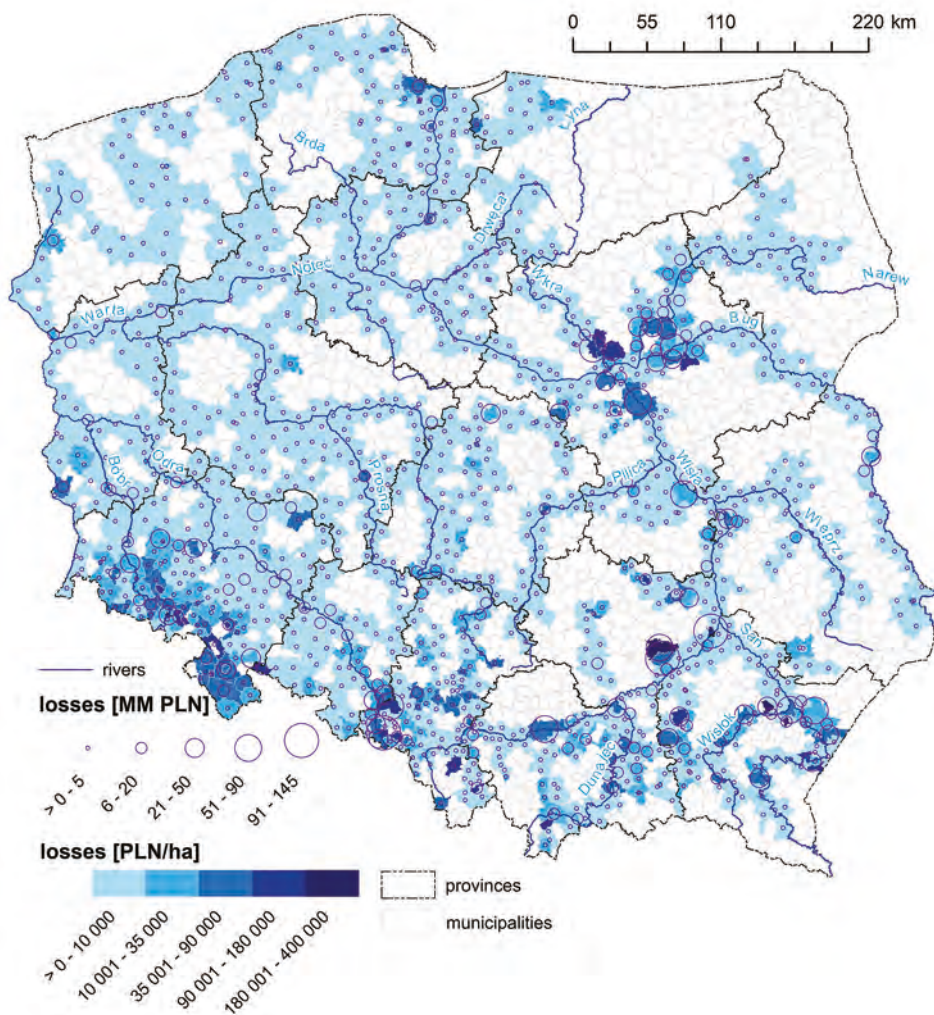 0 55 110 220 km
Łyna
Brda
Drwęca
Noteć
Wkra
Narew
Warta
Bug
Odra
Bóbr
Prosna
Pilica
Wisła
Wieprz
San
rivers
losses [MM PLN]
> 0 - 5
6 - 20
21 - 50
51 - 90
91 - 145
Wisłok
Dunajec
losses [PLN/ha]
> 0 - 10 000
10 001 - 35 000
35 001 - 90 000
90 001 - 180 000
180 001 - 400 000
provinces
municipalities